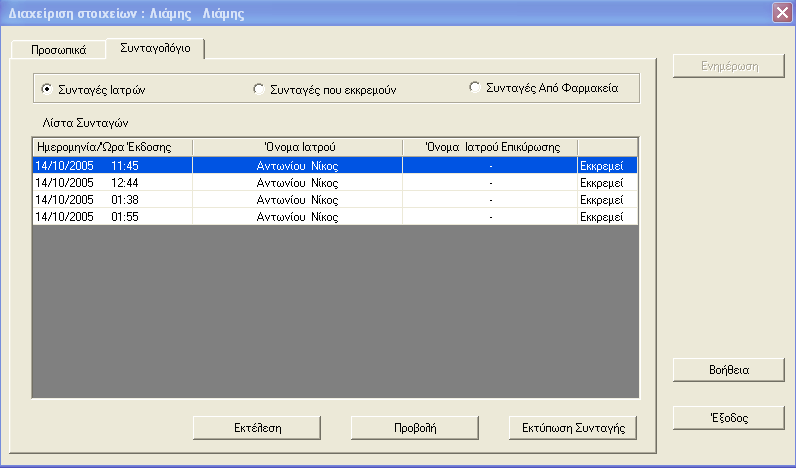 Διαχείριση στοιχείων : Λιάμης Λιάμης
Προσωπικά Συνταγολόγιο
Ενημέρωση
Συνταγές Ιατρών Συνταγές που εκκρεμούν Συνταγές Από Φαρμακεία
Λίστα Συνταγών
Ημερομηνία/Ώρα Έκδοσης Όνομα Ιατρού Όνομα Ιατρού Επικύρωσης
14/10/2005 11:45 Αντωνίου Νίκος - Εκκρεμεί
14/10/2005 12:44 Αντωνίου Νίκος - Εκκρεμεί
14/10/2005 01:38 Αντωνίου Νίκος - Εκκρεμεί
14/10/2005 01:55 Αντωνίου Νίκος - Εκκρεμεί
Βοήθεια
Έξοδος
Εκτέλεση Προβολή Εκτύπωση Συνταγής